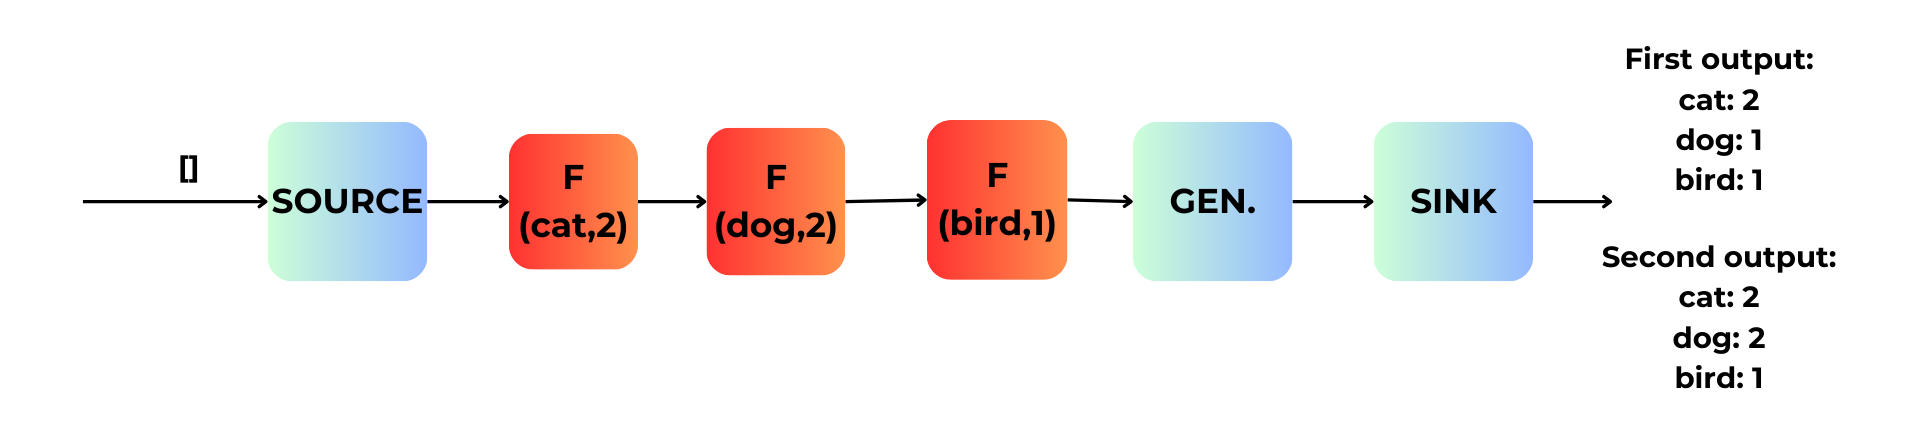 []
SOURCE
F
(cat,2)
F
(dog,2)
F
(bird,1)
GEN.
SINK
First output:
cat: 2
dog: 1
bird: 1
Second output:
cat: 2
dog: 2
bird: 1